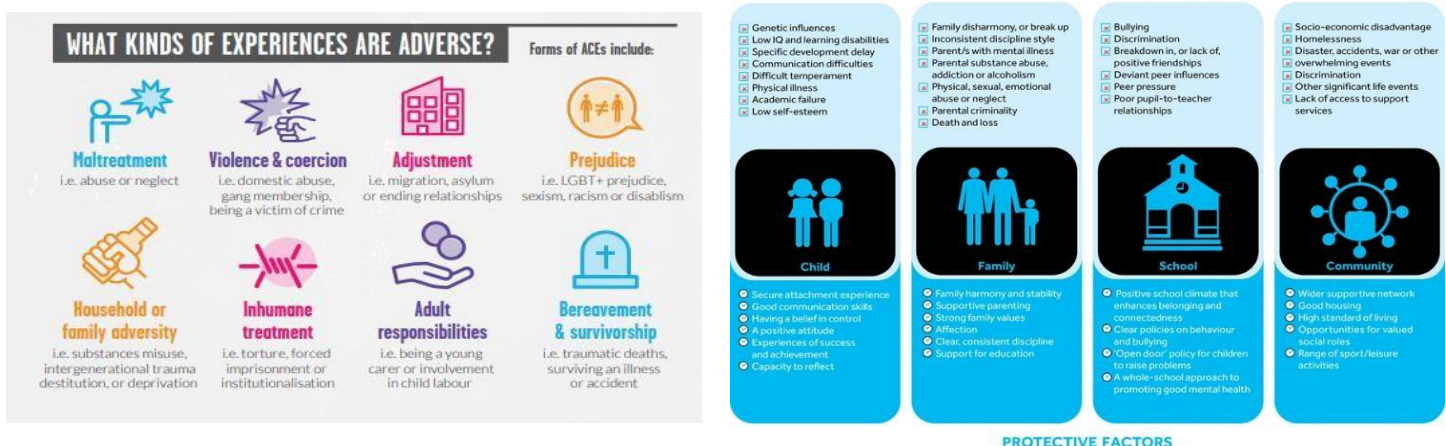 WHAT KINDS OF EXPERIENCES ARE ADVERSE?
Forms of ACEs include:
Maltreatment
i.e. abuse or neglect
Violence & coercion
i.e. domestic abuse,
gang membership,
being a victim of crime
Adjustment
i.e. migration, asylum
or ending relationships
Prejudice
i.e. LGBT+ prejudice,
sexism, racism or disablism
Household or
family adversity
i.e. substances misuse,
intergenerational trauma
destitution, or deprivation
Inhumane
treatment
i.e. torture, forced
imprisonment or
institutionalisation
Adult
responsibilities
i.e. being a young
carer or involvement
in child labour
Bereavement
& survivorship
i.e. traumatic deaths,
surviving an illness
or accident
Genetic influences
Low IQ and learning disabilities
Specific development delay
Communication difficulties
Difficult temperament
Physical illness
Academic failure
Low self-esteem
Child
Secure attachment experience
Good communication skills
Having a belief in control
A positive attitude
Experiences of success
and achievement
Capacity to reflect
Family disharmony, or break up
Inconsistent discipline style
Parent/s with mental illness
Parental substance abuse,
addiction or alcoholism
Physical, sexual, emotional
abuse or neglect
Parental criminality
Death and loss
Family
Family harmony and stability
Supportive parenting
Strong family values
Affection
Clear, consistent discipline
Support for education
Bullying
Discrimination
Breakdown in, or lack of,
positive friendships
Deviant peer influences
Peer pressure
Poor pupil-to-teacher
relationships
School
Positive school climate that
enhances belonging and
connectedness
Clear policies on behaviour
and bullying
'Open door' policy for children
to raise problems
A whole-school approach to
promoting good mental health
Socio-economic disadvantage
Homelessness
Disaster, accidents, war or other
overwhelming events
Discrimination
Other significant life events
Lack of access to support
services
Community
Wider supportive network
Good housing
High standard of living
Opportunities for valued
social roles
Range of sport/leisure
activities
PROTECTIVE FACTORS